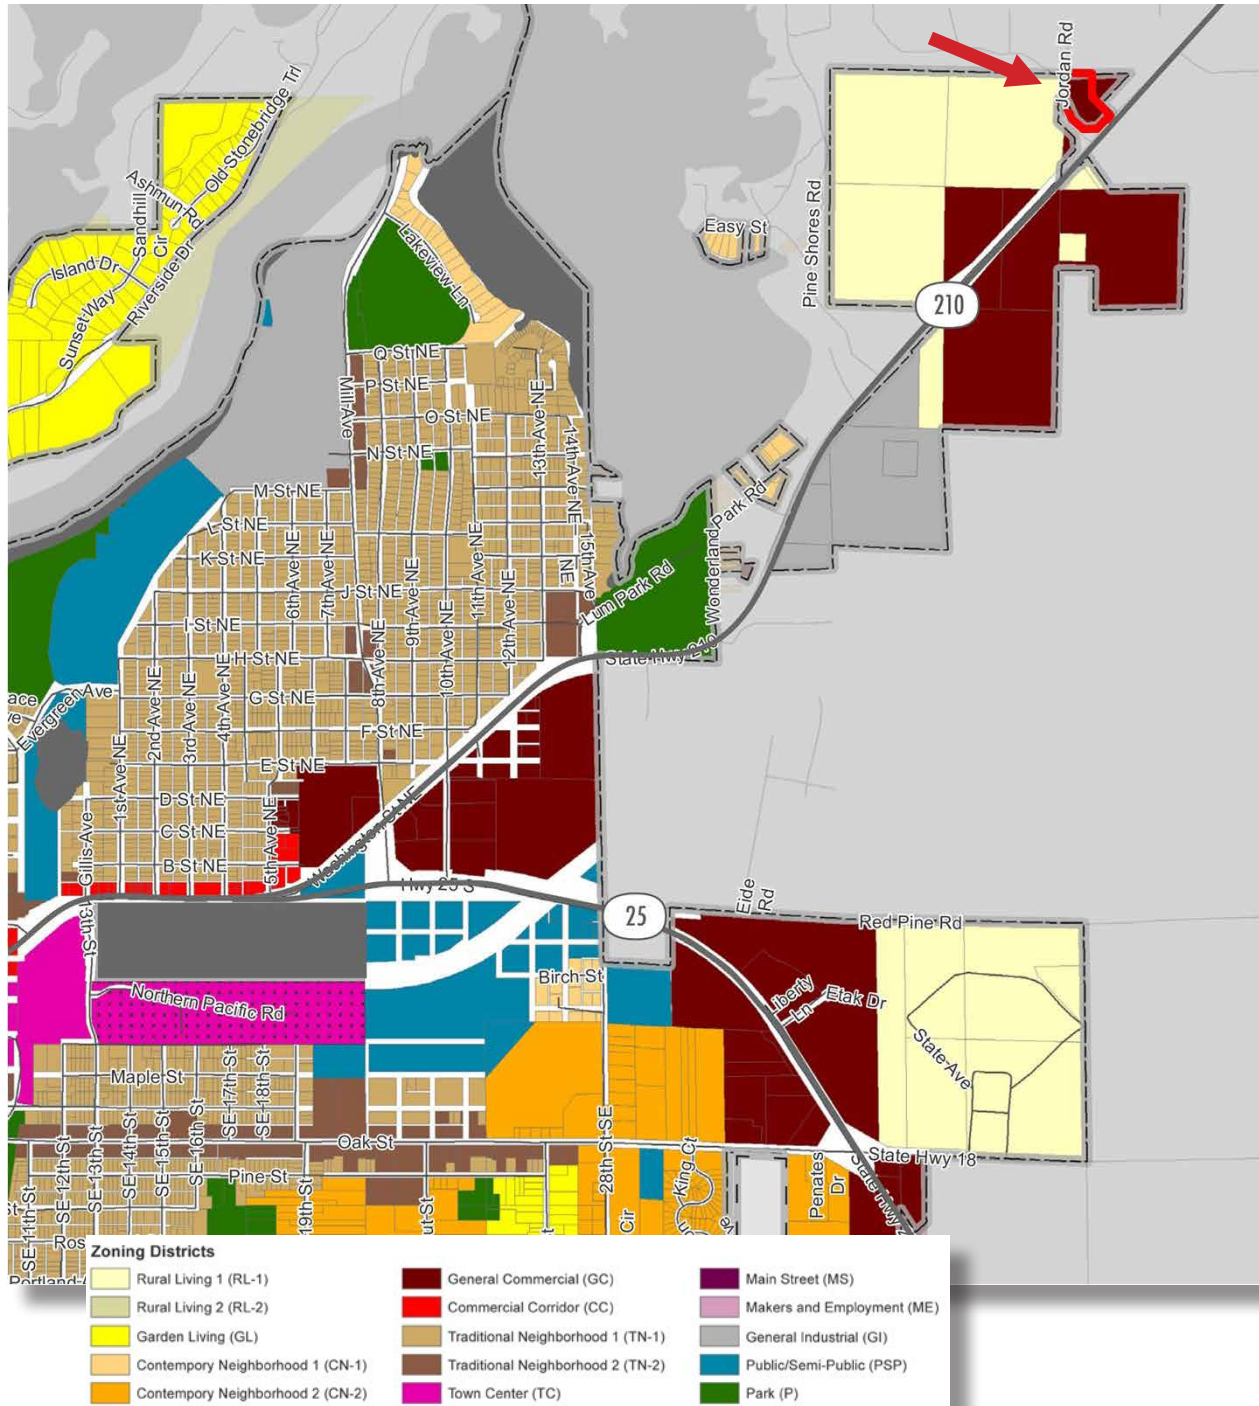 Jordan Rd
Old Stonebridge Trl
Ashmun Rd
Sandhill
Cir
Island Dr
Riverside Dr
Sunset Way
Lakeview Ln
Easy St
Pine Shores Rd
210
Q St NE
P St NE
Mill Ave
O St NE
N St NE
13th Ave NE
14th Ave NE
M St NE
L St NE
K St NE
6th Ave NE
7th Ave NE
J St NE
9th Ave NE
11th Ave NE
12th Ave NE
15th Ave
NE
Lum Park Rd
Wonderland Park Rd
I St NE
H St NE
8th Ave NE
10th Ave NE
State Hwy 210
Evergreen Ave
2nd Ave NE
3rd Ave NE
4th Ave NE
G St NE
F St NE
E St NE
1st Ave NE
D St NE
C St NE
B St NE
5th Ave NE
Washington St NE
Gillis Ave
13th St
Hwy 25 S
25
Eide
Rd
Red Pine Rd
Birch St
Northern Pacific Rd
Liberty
Ln
Etak Dr
State Ave
Maple St
SE 17th St
SE 18th St
SE 16th St
SE 15th St
SE 14th St
SE 13th St
SE 12th St
SE 11th St
Oak St
Pine St
28th St SE
State Hwy 18
State Hwy
Penates
Dr
King Ct
Cir
19th St
ut St
Ros
Zoning Districts
Rural Living 1 (RL-1)
Rural Living 2 (RL-2)
Garden Living (GL)
Contempory Neighborhood 1 (CN-1)
Contempory Neighborhood 2 (CN-2)
General Commercial (GC)
Commercial Corridor (CC)
Traditional Neighborhood 1 (TN-1)
Traditional Neighborhood 2 (TN-2)
Town Center (TC)
Main Street (MS)
Makers and Employment (ME)
General Industrial (GI)
Public/Semi-Public (PSP)
Park (P)